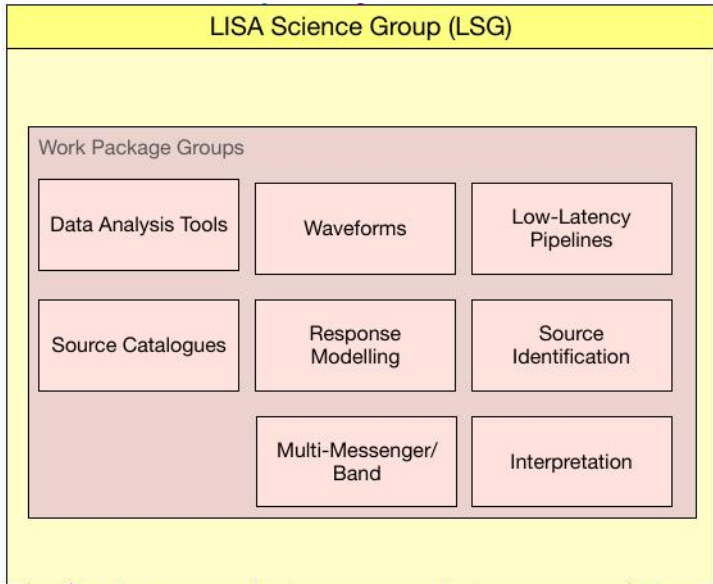 LISA Science Group (LSG)
Work Package Groups
Data Analysis Tools
Waveforms
Low-Latency
Pipelines
Source Catalogues
Response
Modelling
Source
Identification
Multi-Messenger/
Band
Interpretation